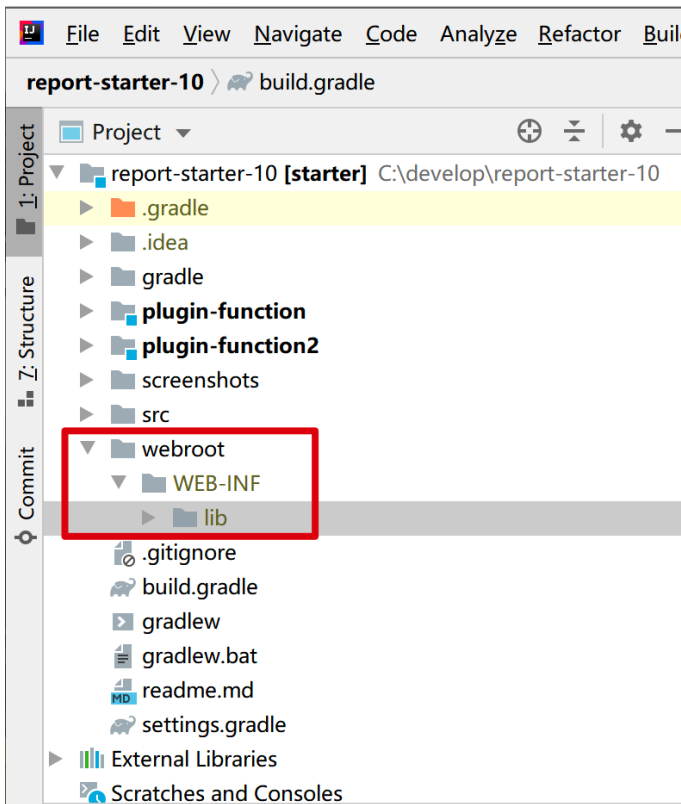 IJ File Edit View Navigate Code Analyze Refactor Buil
report-starter-10 build.gradle
1: Project
Project
report-starter-10 [starter] C:\develop\report-starter-10
.gradle
.idea
gradle
plugin-function
plugin-function2
Z: Structure
screenshots
src
webroot
WEB-INF
Commit
lib
.gitignore
build.gradle
gradlew
gradlew.bat
MD readme.md
settings.gradle
External Libraries
Scratches and Consoles